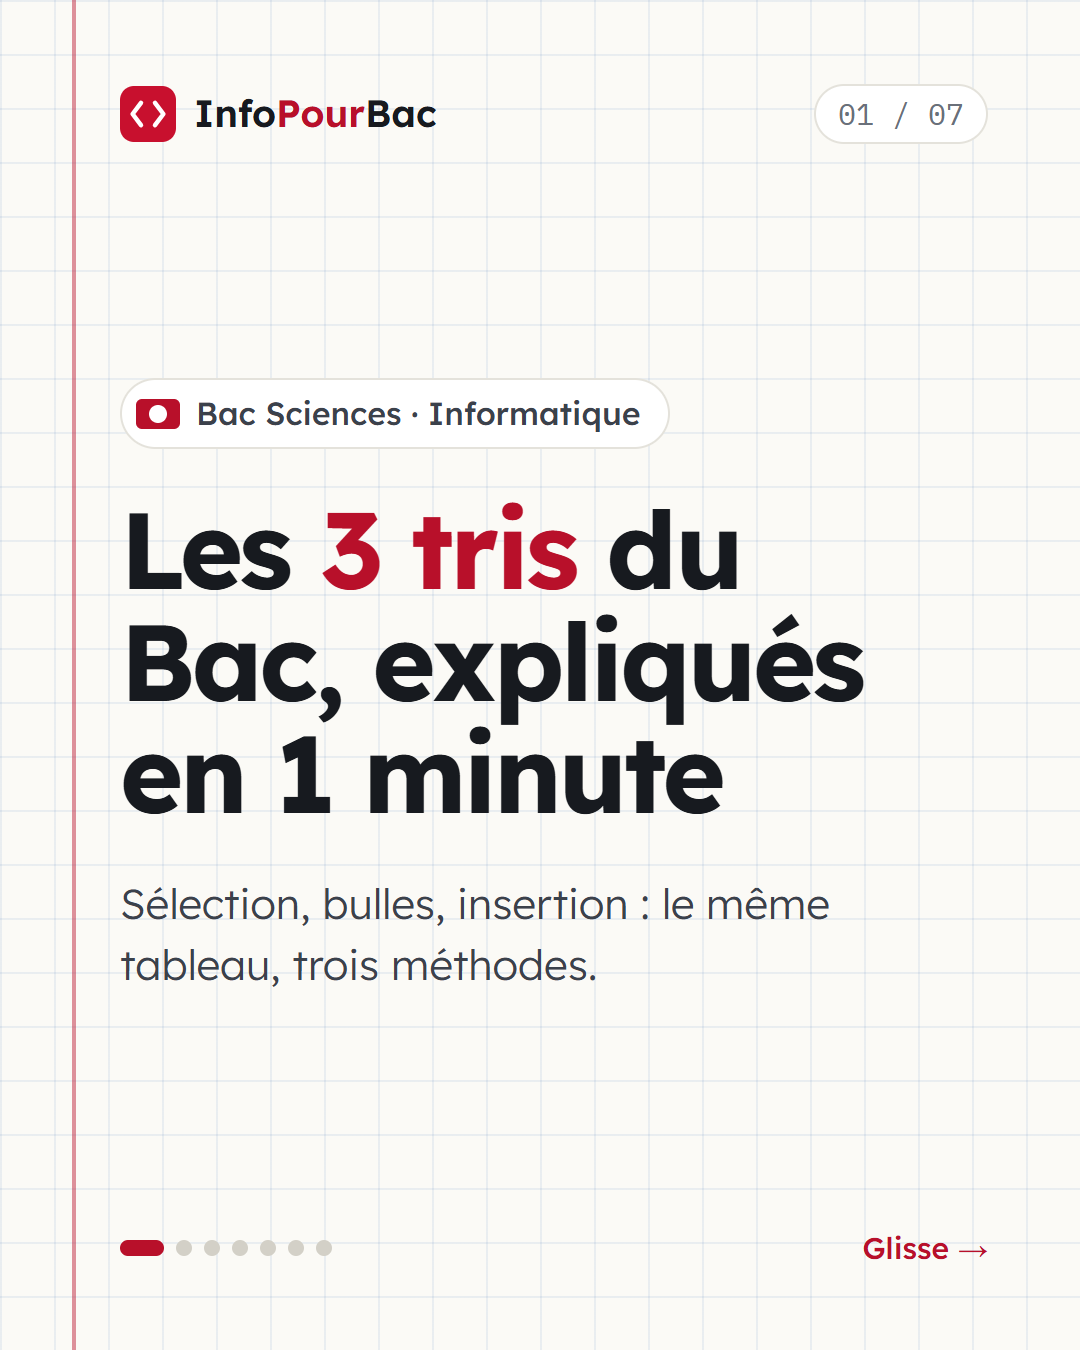 InfoPourBac
01 / 07
Bac Sciences · Informatique
Les 3 tris du
Bac, expliqués
en 1 minute
Sélection, bulles, insertion : le même
tableau, trois méthodes.
Glisse →